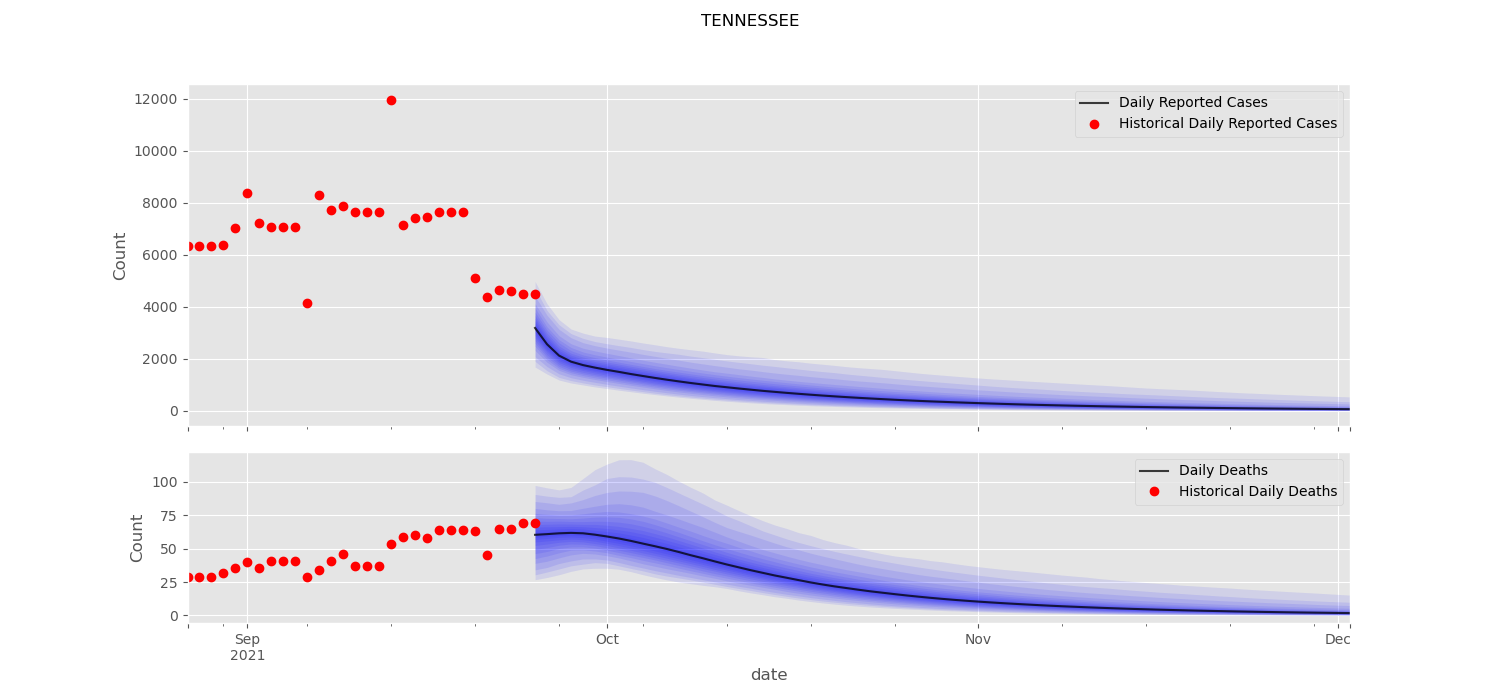 TENNESSEE
12000
10000
8000
6000
4000
2000
0
Count
Daily Reported Cases
Historical Daily Reported Cases
100
75
50
25
0
Count
Daily Deaths
Historical Daily Deaths
Sep
2021
Oct
Nov
Dec
date